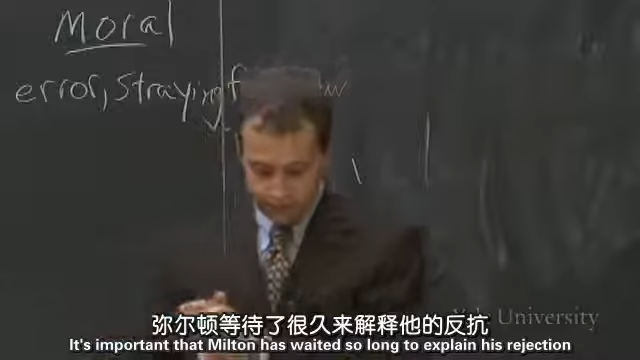 Moral
error, straying
University
弥尔顿等待了很久来解释他的反抗
It's important that Milton has waited so long to explain his rejection